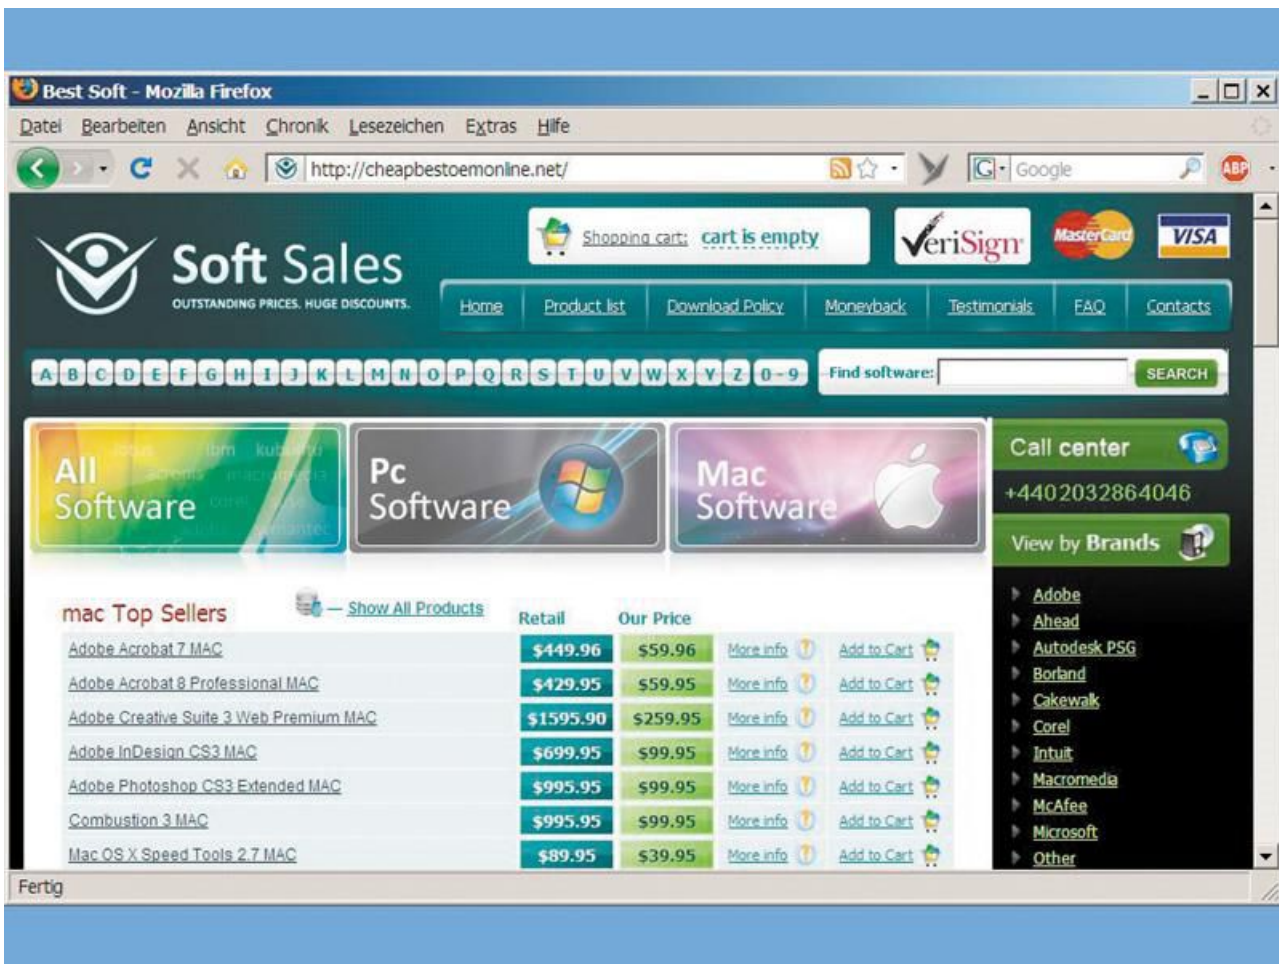 Best Soft - Mozilla Firefox
Datei Bearbeiten Ansicht Chronik Lesezeichen Extras Hilfe
http://cheapbestoemonline.net/
G Google
ABP
Shopping cart: cart is empty
VeriSign
MasterCard
VISA
Soft Sales
OUTSTANDING PRICES. HUGE DISCOUNTS.
Home Product list Download Policy Moneyback Testimonials FAQ Contacts
A B C D E F G H I J K L M N O P Q R S T U V W X Y Z 0-9
Find software: SEARCH
All Software
ibm
macromedia
corel
Pc Software
Mac Software
Call center
+4402032864046
View by Brands
mac Top Sellers — Show All Products Retail Our Price
Adobe Acrobat 7 MAC $449.96 $59.96 More info Add to Cart
Adobe Acrobat 8 Professional MAC $429.95 $59.95 More info Add to Cart
Adobe Creative Suite 3 Web Premium MAC $1595.90 $259.95 More info Add to Cart
Adobe InDesign CS3 MAC $699.95 $99.95 More info Add to Cart
Adobe Photoshop CS3 Extended MAC $995.95 $99.95 More info Add to Cart
Combustion 3 MAC $995.95 $99.95 More info Add to Cart
Mac OS X Speed Tools 2.7 MAC $89.95 $39.95 More info Add to Cart
Adobe
Ahead
Autodesk PSG
Borland
Cakewalk
Corel
Intuit
Macromedia
McAfee
Microsoft
Other
Fertig